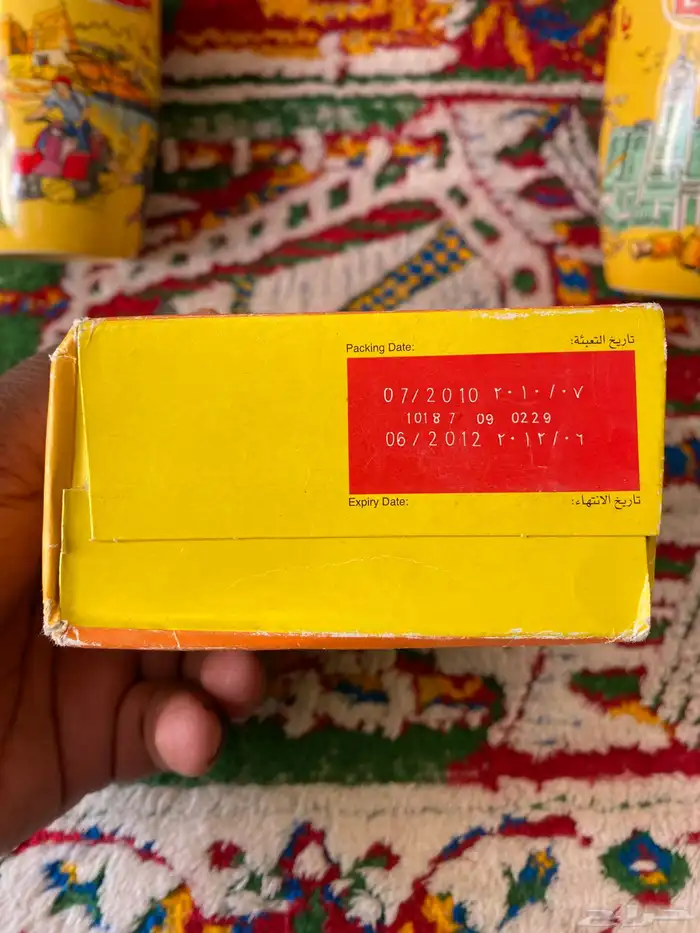 Packing Date: تاريخ التعبئة:
07/2010 ٢٠١٠/٠٧
10187 09 0229
06/2012 ٢٠١٢/٠٦
Expiry Date: تاريخ الانتهاء:
حراج